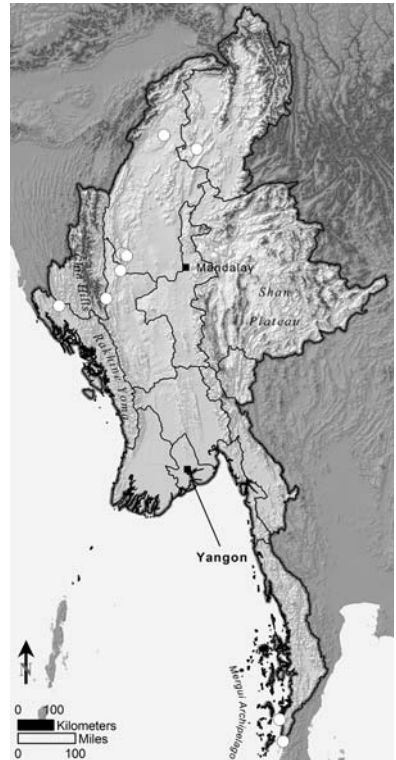 Mandalay
Chin Hills
Shan
Plateau
Rakhine Yoma
Yangon
Mergui Archipelago
0 100
Kilometers
Miles
0 100